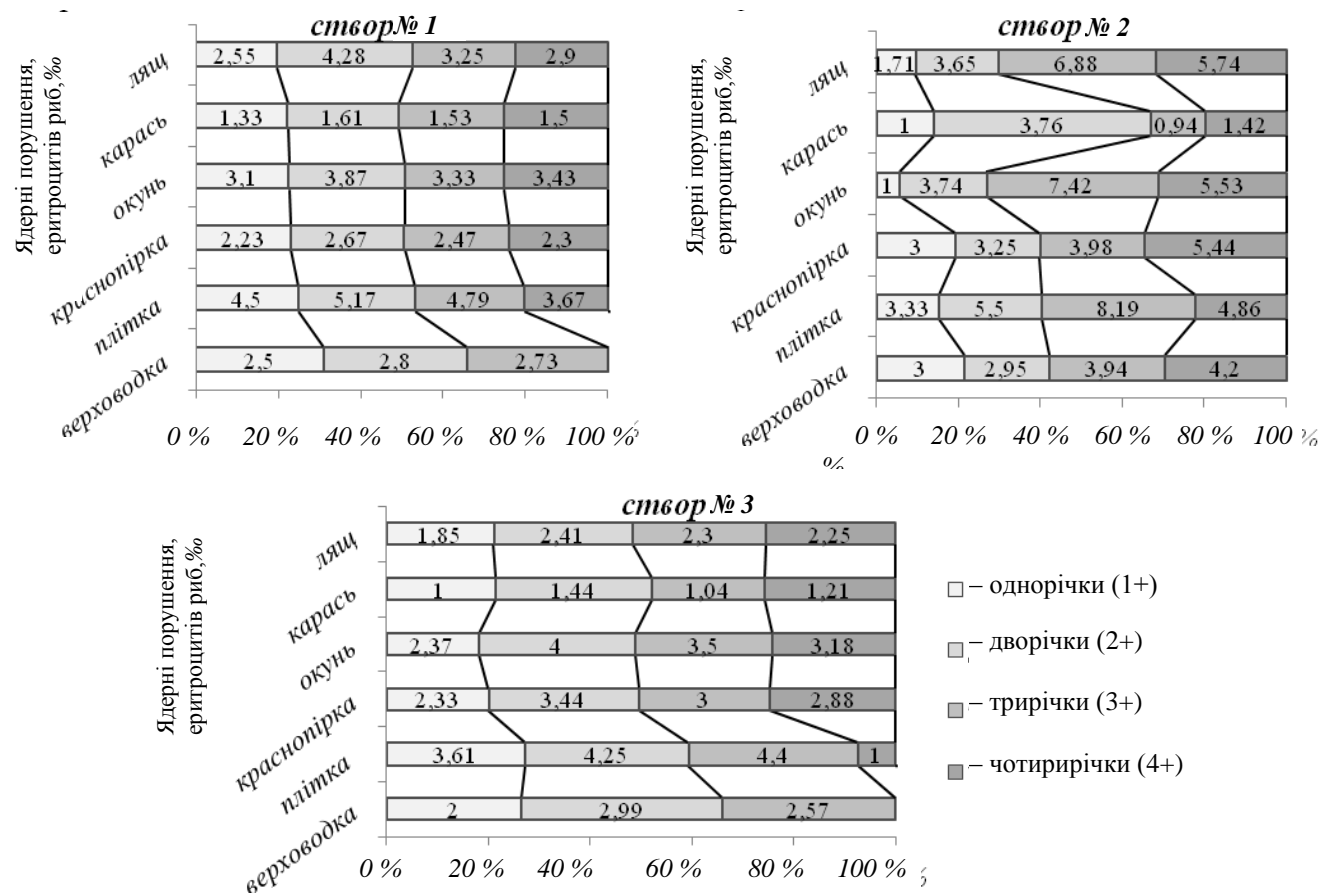 створ№ 1
Ядерні порушення,
еритроцитів риб,‰
лящ
2,55 4,28 3,25 2,9
карась
1,33 1,61 1,53 1,5
окунь
3,1 3,87 3,33 3,43
краснопірка
2,23 2,67 2,47 2,3
плітка
4,5 5,17 4,79 3,67
верховодка
2,5 2,8 2,73
0 % 20 % 40 % 60 % 80 % 100 %
створ № 2
Ядерні порушення,
еритроцитів риб,‰
лящ
1,71 3,65 6,88 5,74
карась
1 3,76 0,94 1,42
окунь
1 3,74 7,42 5,53
краснопірка
3 3,25 3,98 5,44
плітка
3,33 5,5 8,19 4,86
верховодка
3 2,95 3,94 4,2
0 % 20 % 40 % 60 % 80 % 100 %
%
створ № 3
Ядерні порушення,
еритроцитів риб,‰
лящ
1,85 2,41 2,3 2,25
карась
1 1,44 1,04 1,21
окунь
2,37 4 3,5 3,18
краснопірка
2,33 3,44 3 2,88
плітка
3,61 4,25 4,4 1
верховодка
2 2,99 2,57
0 % 20 % 40 % 60 % 80 % 100 %
– однорічки (1+)
– дворічки (2+)
– трирічки (3+)
– чотирирічки (4+)